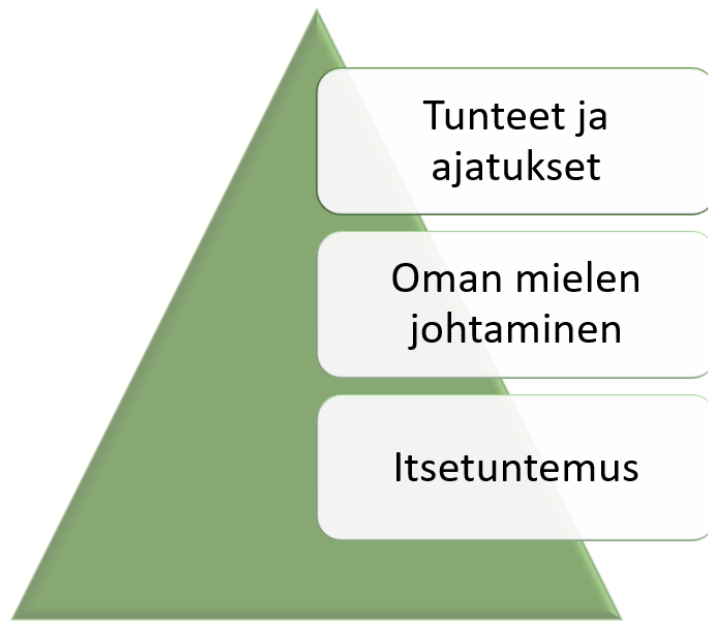 Tunteet ja
ajatukset
Oman mielen
johtaminen
Itsetuntemus